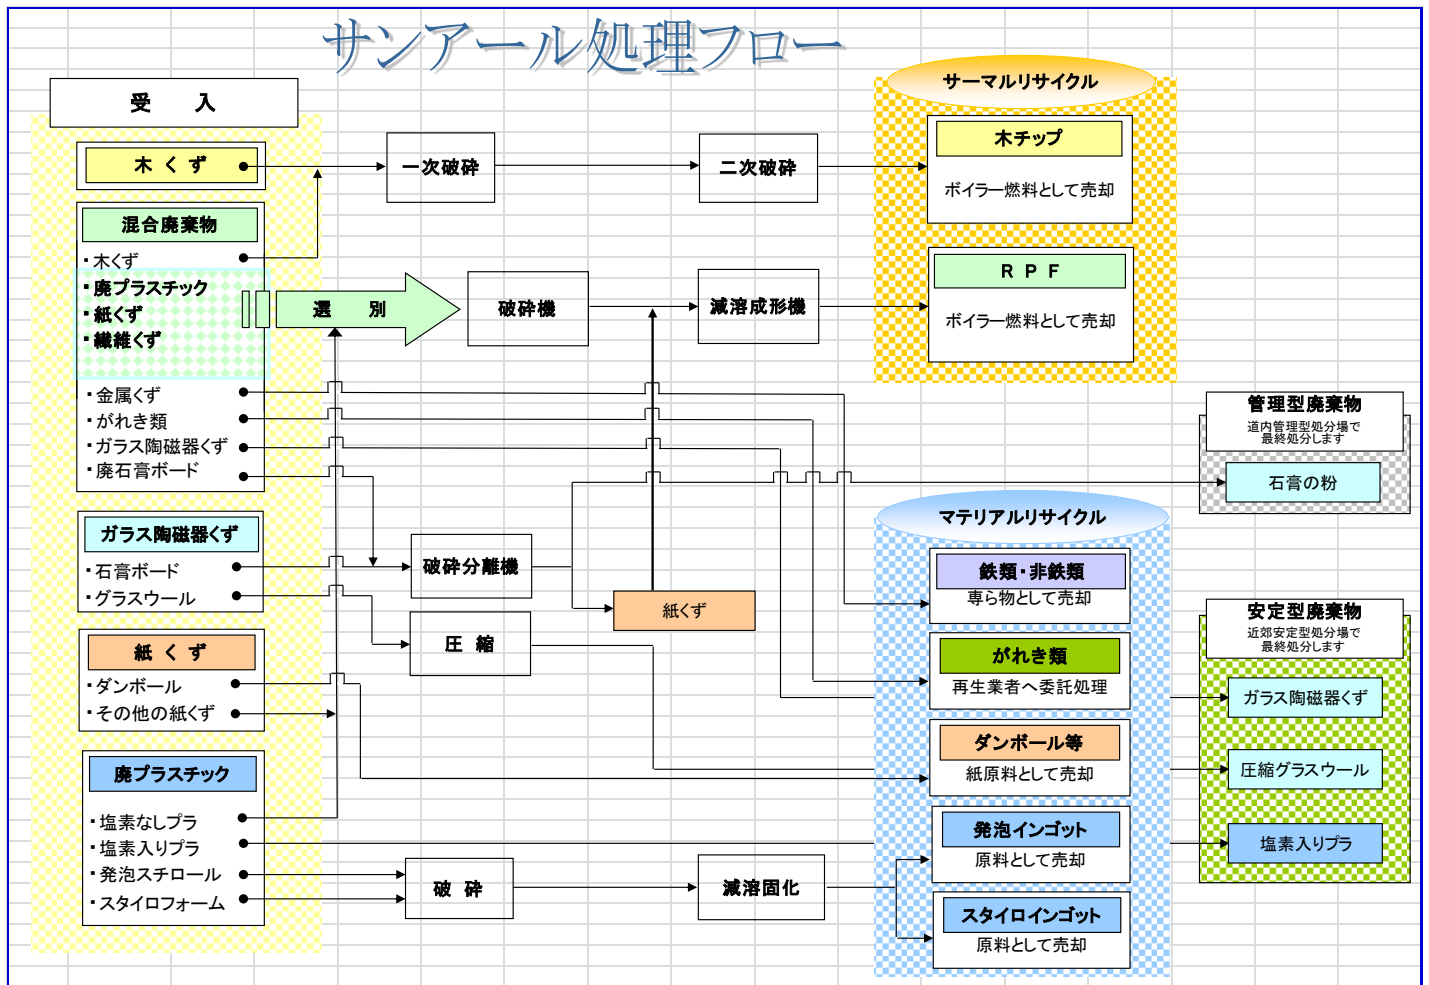 サンアール処理フロー
受　入
木くず
混合廃棄物
・木くず
・廃プラスチック
・紙くず
・繊維くず
・金属くず
・がれき類
・ガラス陶磁器くず
・廃石膏ボード
ガラス陶磁器くず
・石膏ボード
・グラスウール
紙くず
・ダンボール
・その他の紙くず
廃プラスチック
・塩素なしプラ
・塩素入りプラ
・発泡スチロール
・スタイロフォーム
一次破砕
二次破砕
選　別
破砕機
減溶成形機
破砕分離機
圧縮
紙くず
破砕
減溶固化
サーマルリサイクル
木チップ
ボイラー燃料として売却
ＲＰＦ
ボイラー燃料として売却
マテリアルリサイクル
鉄類・非鉄類
専ら物として売却
がれき類
再生業者へ委託処理
ダンボール等
紙原料として売却
発泡インゴット
原料として売却
スタイロインゴット
原料として売却
管理型廃棄物
道内管理型処分場で
最終処分します
石膏の粉
安定型廃棄物
近郊安定型処分場で
最終処分します
ガラス陶磁器くず
圧縮グラスウール
塩素入りプラ